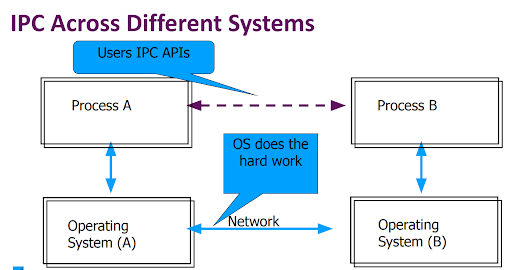 IPC Across Different Systems
Users IPC APIs
Process A
Process B
OS does the
hard work
Operating
System (A)
Network
Operating
System (B)